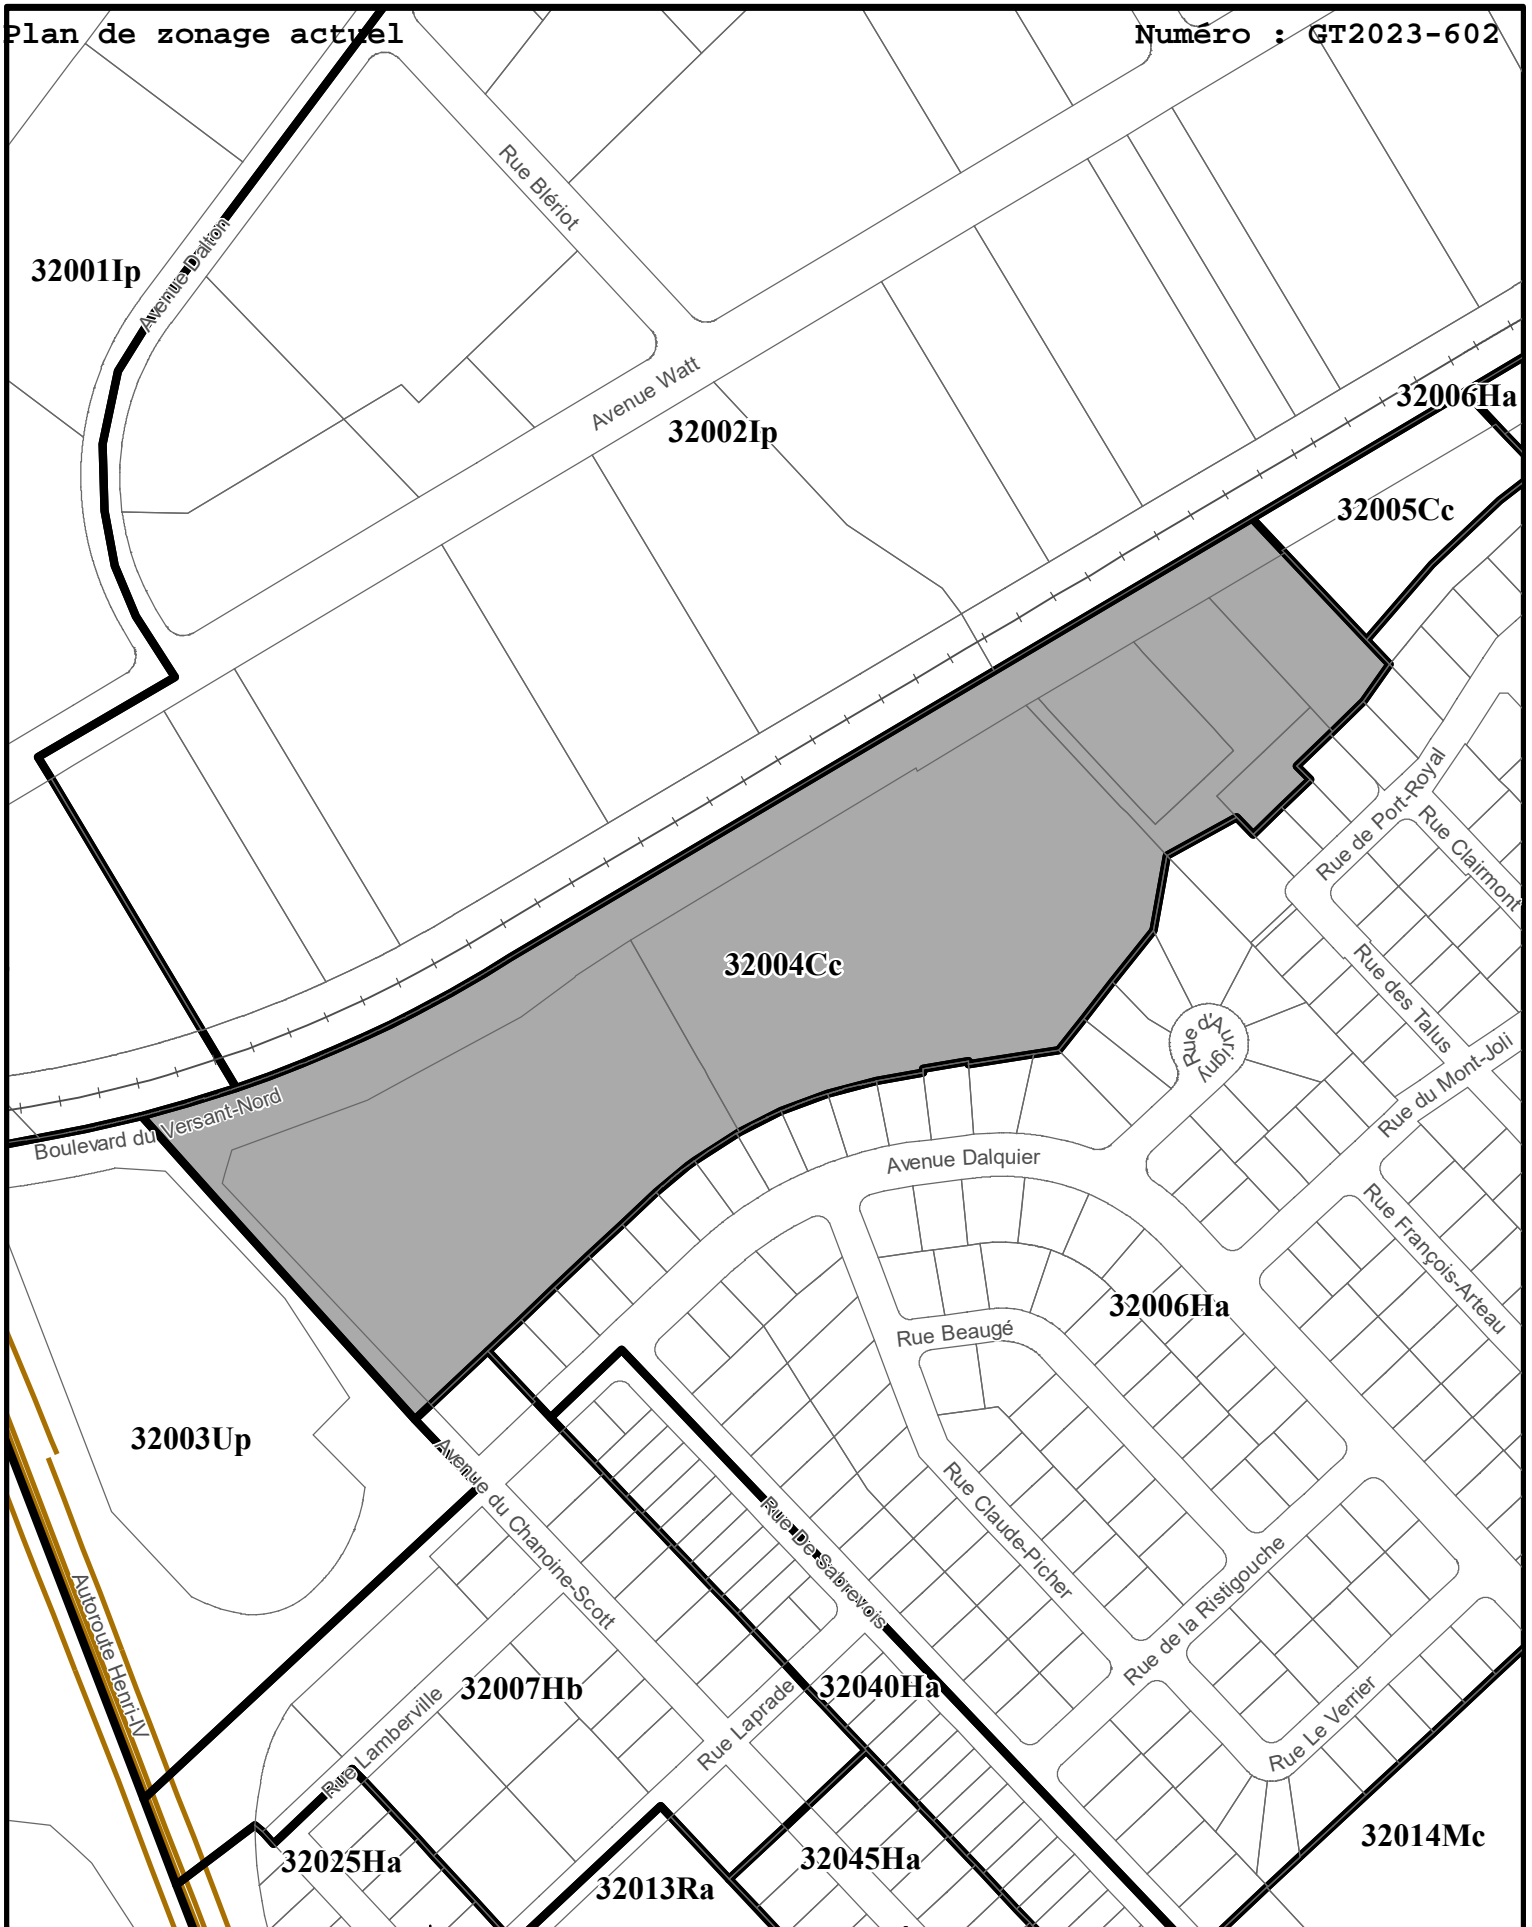 Plan de zonage actuel
Numéro : GT2023-602
Rue Blériot
Avenue Dalton
32001Ip
Avenue Watt
32002Ip
32006Ha
32005Cc
Rue de Port-Royal
Rue Clairmont
32004Cc
Rue des Talus
Rue d'Aurigny
Rue du Mont-Joli
Boulevard du Versant-Nord
Avenue Dalquier
Rue François-Arteau
32006Ha
Rue Beaugé
32003Up
Avenue du Chanoine-Scott
Rue De Sabrevois
Rue Claude-Picher
Rue de la Ristigouche
Autoroute Henri-IV
32007Hb
32040Ha
Rue Lamberville
Rue Laprade
Rue Le Verrier
32014Mc
32025Ha
32045Ha
32013Ra